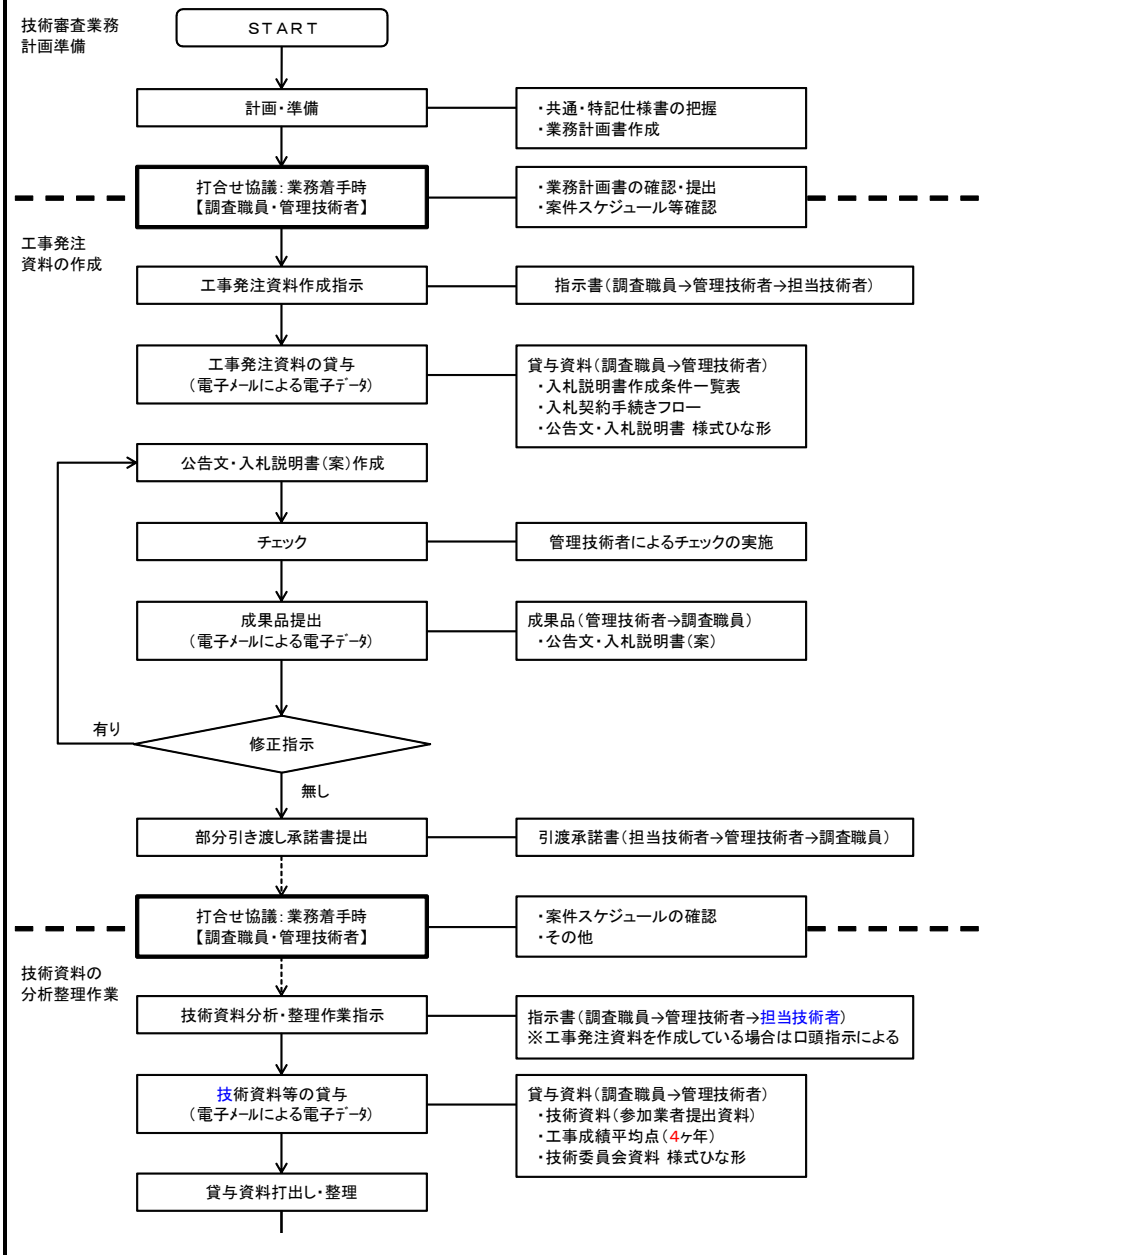 技術審査業務
計画準備
START
計画・準備
・共通・特記仕様書の把握
・業務計画書作成
打合せ協議：業務着手時
【調査職員・管理技術者】
・業務計画書の確認・提出
・案件スケジュール等確認
工事発注
資料の作成
工事発注資料作成指示
指示書（調査職員→管理技術者→担当技術者）
工事発注資料の貸与
（電子メールによる電子データ）
貸与資料（調査職員→管理技術者）
・入札説明書作成条件一覧表
・入札契約手続きフロー
・公告文・入札説明書 様式ひな形
公告文・入札説明書（案）作成
チェック
管理技術者によるチェックの実施
成果品提出
（電子メールによる電子データ）
成果品（管理技術者→調査職員）
・公告文・入札説明書（案）
有り
修正指示
無し
部分引き渡し承諾書提出
引渡承諾書（担当技術者→管理技術者→調査職員）
打合せ協議：業務着手時
【調査職員・管理技術者】
・案件スケジュールの確認
・その他
技術資料の
分析整理作業
技術資料分析・整理作業指示
指示書（調査職員→管理技術者→担当技術者）
※工事発注資料を作成している場合は口頭指示による
技術資料等の貸与
（電子メールによる電子データ）
貸与資料（調査職員→管理技術者）
・技術資料（参加業者提出資料）
・工事成績平均点（4ヶ年）
・技術委員会資料 様式ひな形
貸与資料打出し・整理